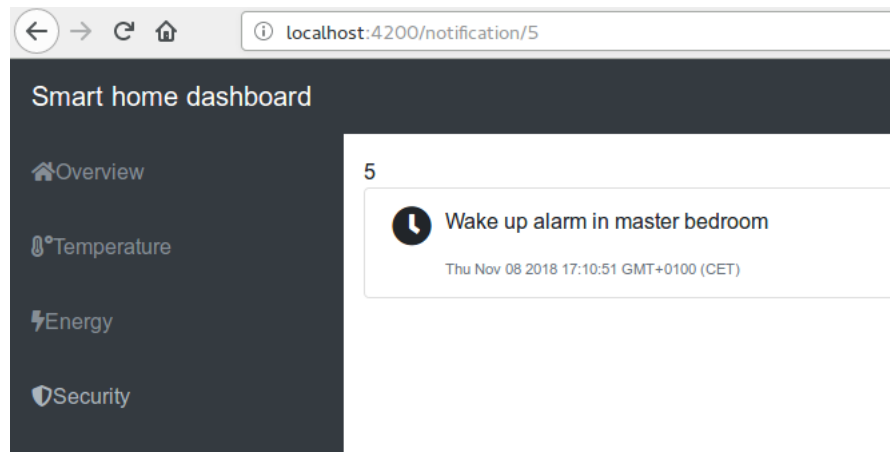 localhost:4200/notification/5
Smart home dashboard
Overview
5
Wake up alarm in master bedroom
Temperature
Thu Nov 08 2018 17:10:51 GMT+0100 (CET)
Energy
Security